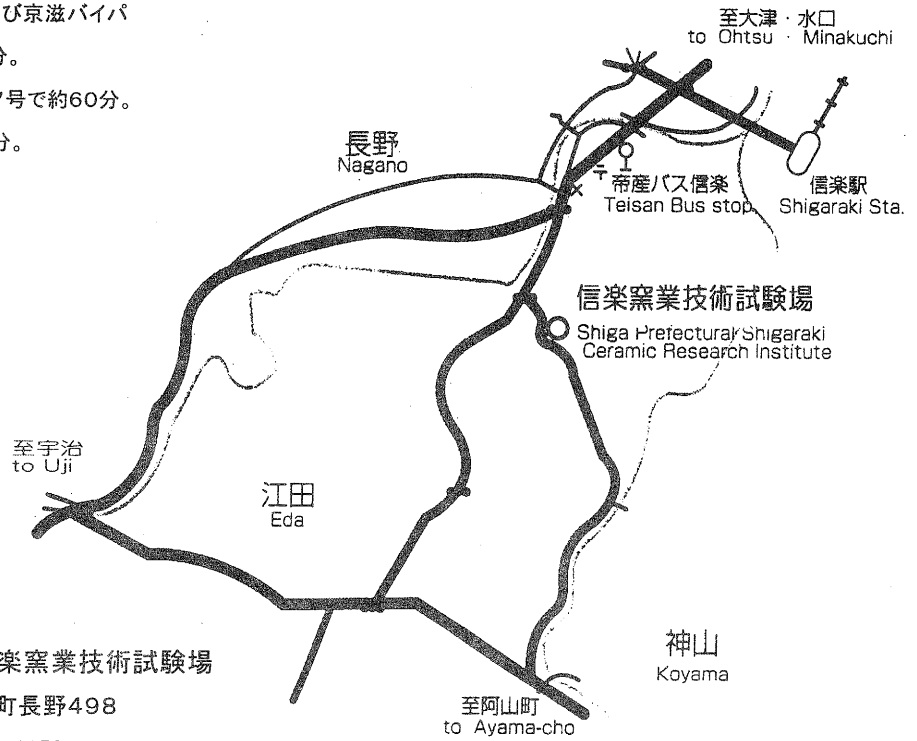 び京滋バイパ
分。
号で約60分。
分。
至大津・水口
to Ohtsu・Minakuchi
長野
Nagano
〒
帝産バス信楽
Teisan Bus stop
信楽駅
Shigaraki Sta.
信楽窯業技術試験場
Shiga Prefectural Shigaraki
Ceramic Research Institute
至宇治
to Uji
江田
Eda
楽窯業技術試験場
町長野498
神山
Koyama
至阿山町
to Ayama-cho